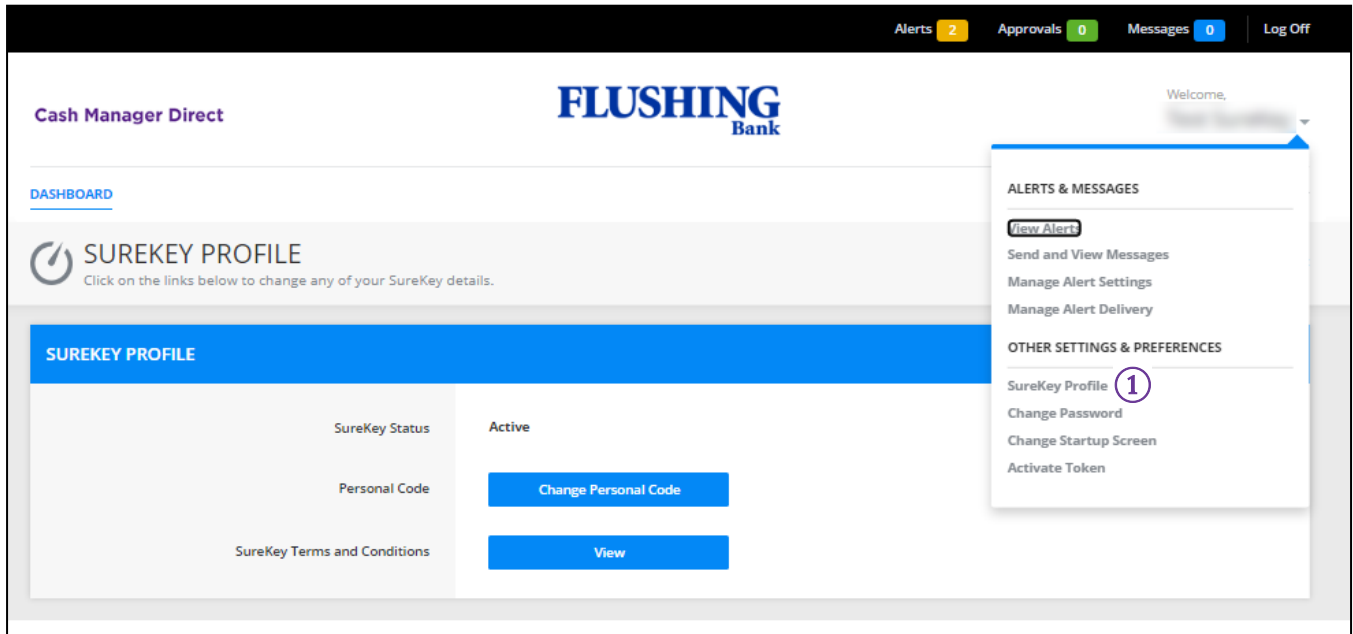 Alerts 2 Approvals 0 Messages 0 Log Off
Cash Manager Direct
FLUSHING
Bank
Welcome,
DASHBOARD
SUREKEY PROFILE
Click on the links below to change any of your SureKey details.
SUREKEY PROFILE
SureKey Status Active
Personal Code Change Personal Code
SureKey Terms and Conditions View
ALERTS & MESSAGES
View Alerts
Send and View Messages
Manage Alert Settings
Manage Alert Delivery
OTHER SETTINGS & PREFERENCES
SureKey Profile 1
Change Password
Change Startup Screen
Activate Token